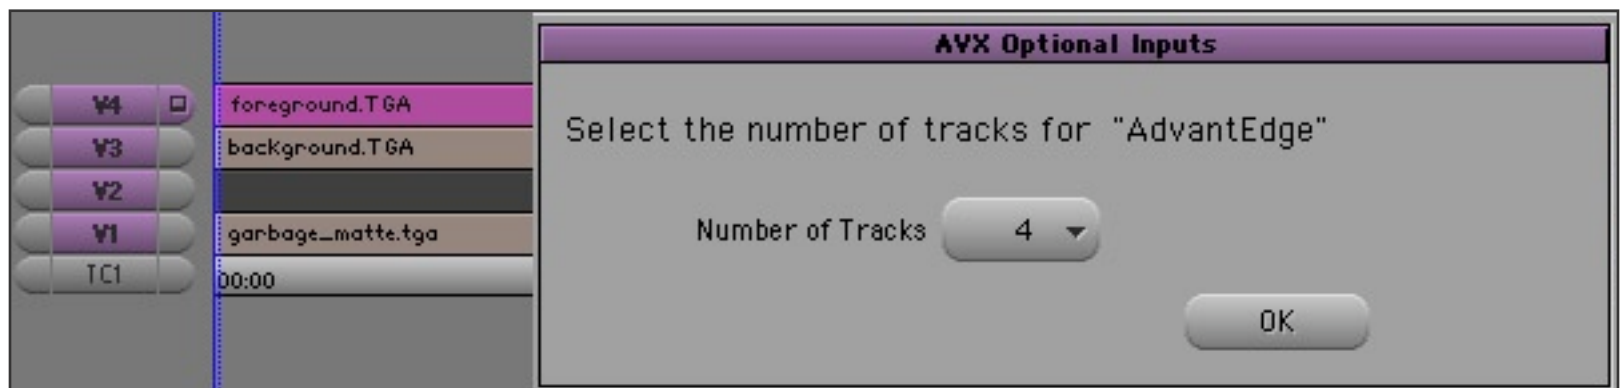 V4 foreground.TGA
V3 background.TGA
V2
V1 garbage_matte.tga
TC1 00:00
AVX Optional Inputs
Select the number of tracks for "AdvantEdge"
Number of Tracks 4
OK